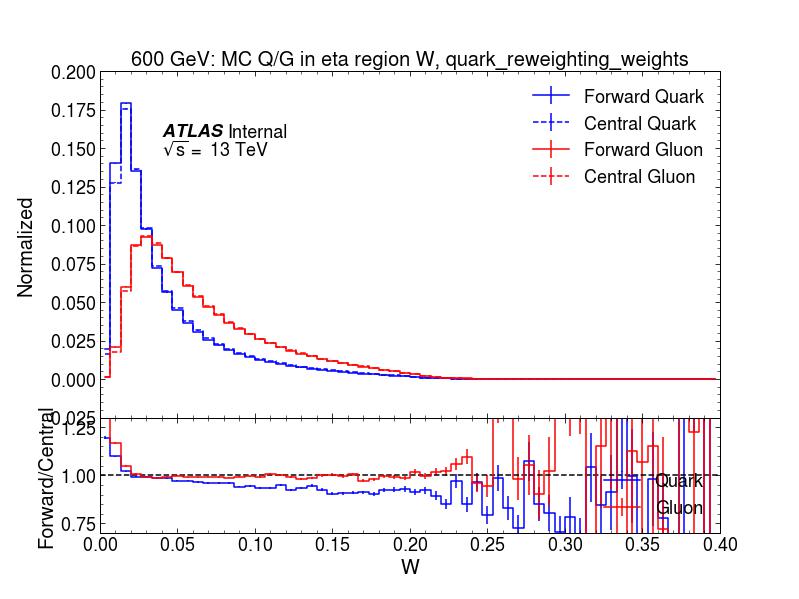 600 GeV: MC Q/G in eta region W, quark_reweighting_weights
0.200
0.175
0.150
0.125
0.100
0.075
0.050
0.025
0.000
0.025
Normalized
ATLAS Internal
√s = 13 TeV
Forward Quark
Central Quark
Forward Gluon
Central Gluon
1.25
1.00
0.75
Forward/Central
Quark
Gluon
0.00 0.05 0.10 0.15 0.20 0.25 0.30 0.35 0.40
W